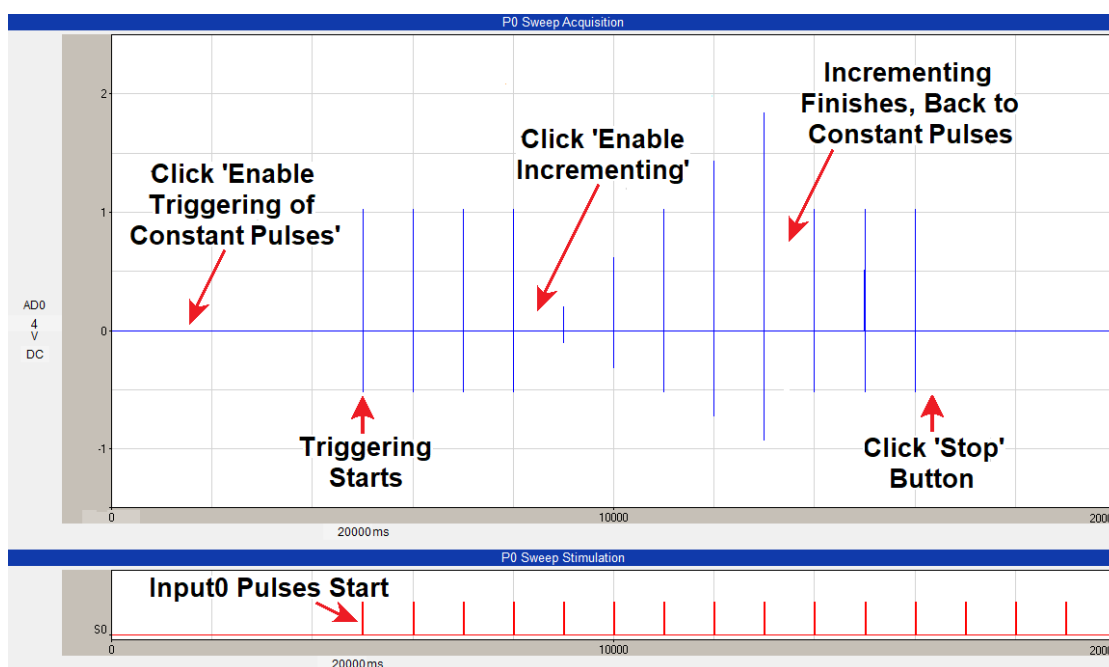 P0 Sweep Acquisition
2
1
0
-1
AD0
4
V
DC
Click 'Enable
Triggering of
Constant Pulses'
Click 'Enable
Incrementing'
Incrementing
Finishes, Back to
Constant Pulses
Triggering
Starts
Click 'Stop'
Button
0
10000
2000
20000ms
P0 Sweep Stimulation
Input0 Pulses Start
S0
0
10000
2000
20000ms